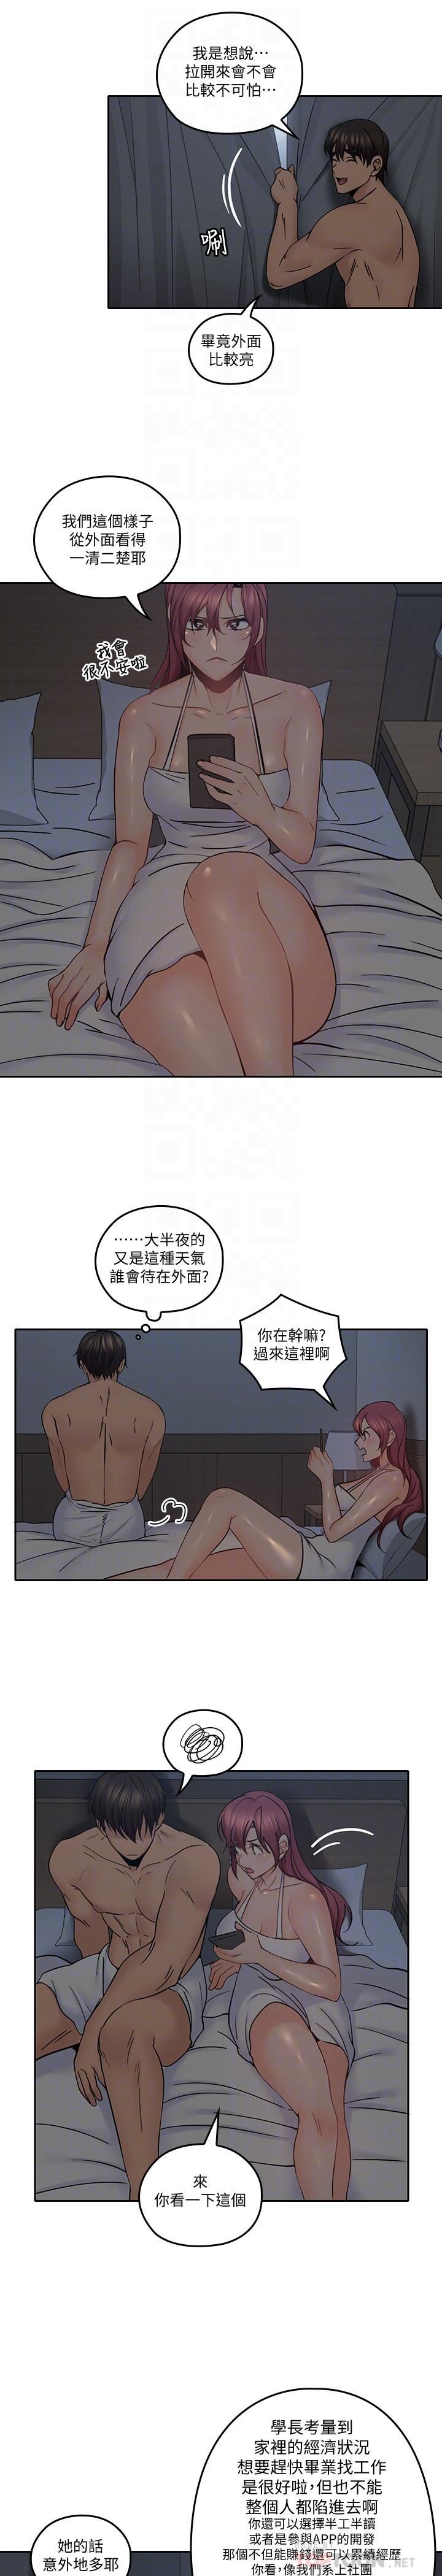 我是想說…
拉開來會不會
比較不可怕…
唰
畢竟外面
比較亮
我們這個樣子
從外面看得
一清二楚耶
我會
很不安啦
……大半夜的
又是這種天氣
誰會待在外面?
你在幹嘛?
過來這裡啊
來
你看一下這個
學長考量到
家裡的經濟狀況
想要趕快畢業找工作
是很好啦,但也不能
整個人都陷進去啊
你還可以選擇半工半讀
或者是參與APP的開發
那個不但能賺錢還可以累績經歷
你看,像我們系上社團
她的話
意外地多耶